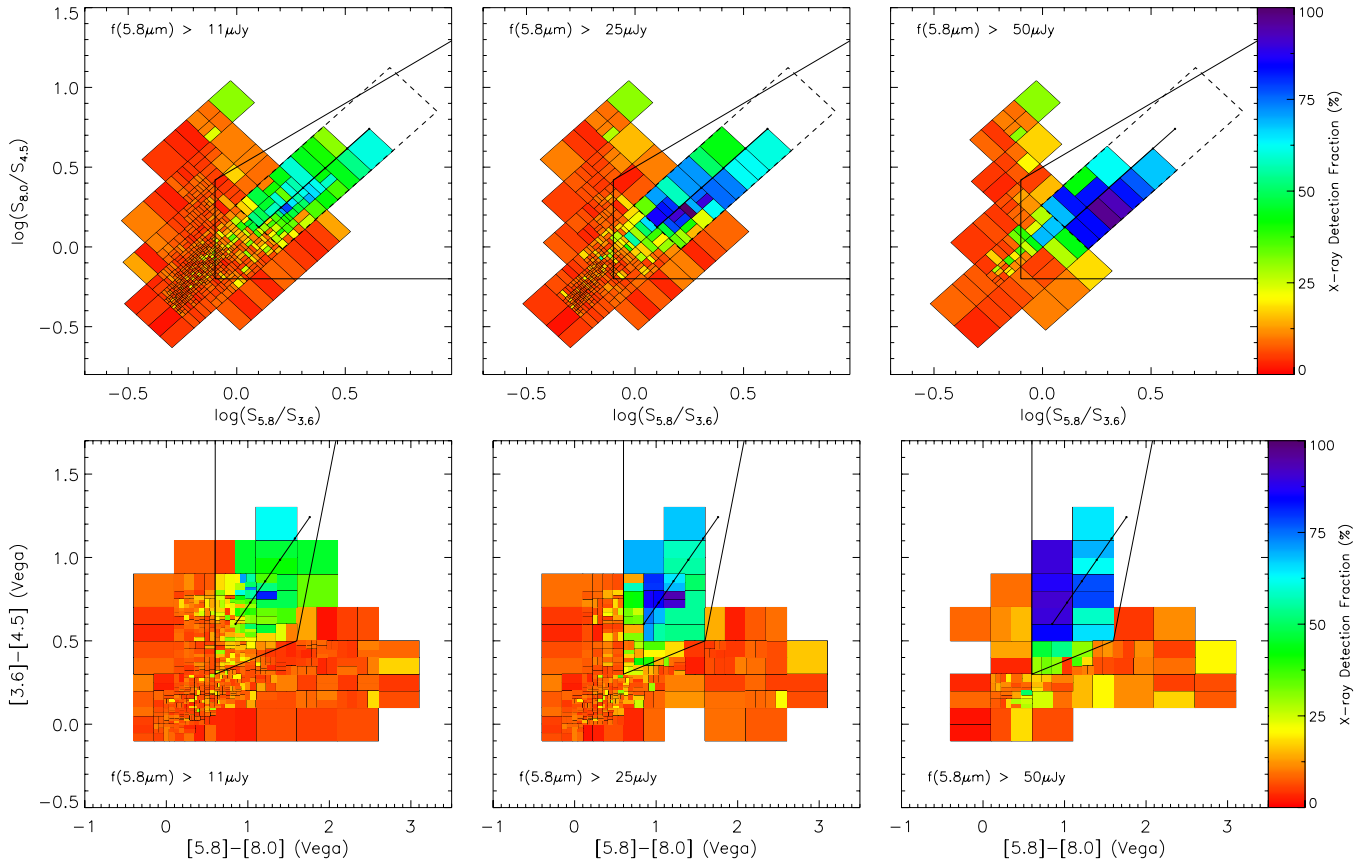 f(5.8μm) > 11μJy
f(5.8μm) > 25μJy
f(5.8μm) > 50μJy
1.5
1.0
0.5
0.0
−0.5
log(S8.0/S4.5)
−0.5 0.0 0.5
−0.5 0.0 0.5
−0.5 0.0 0.5
log(S5.8/S3.6)
log(S5.8/S3.6)
log(S5.8/S3.6)
100
75
50
25
0
X−ray Detection Fraction (%)
1.5
1.0
0.5
0.0
−0.5
[3.6]−[4.5] (Vega)
f(5.8μm) > 11μJy
f(5.8μm) > 25μJy
f(5.8μm) > 50μJy
−1 0 1 2 3
−1 0 1 2 3
−1 0 1 2 3
[5.8]−[8.0] (Vega)
[5.8]−[8.0] (Vega)
[5.8]−[8.0] (Vega)
100
75
50
25
0
X−ray Detection Fraction (%)